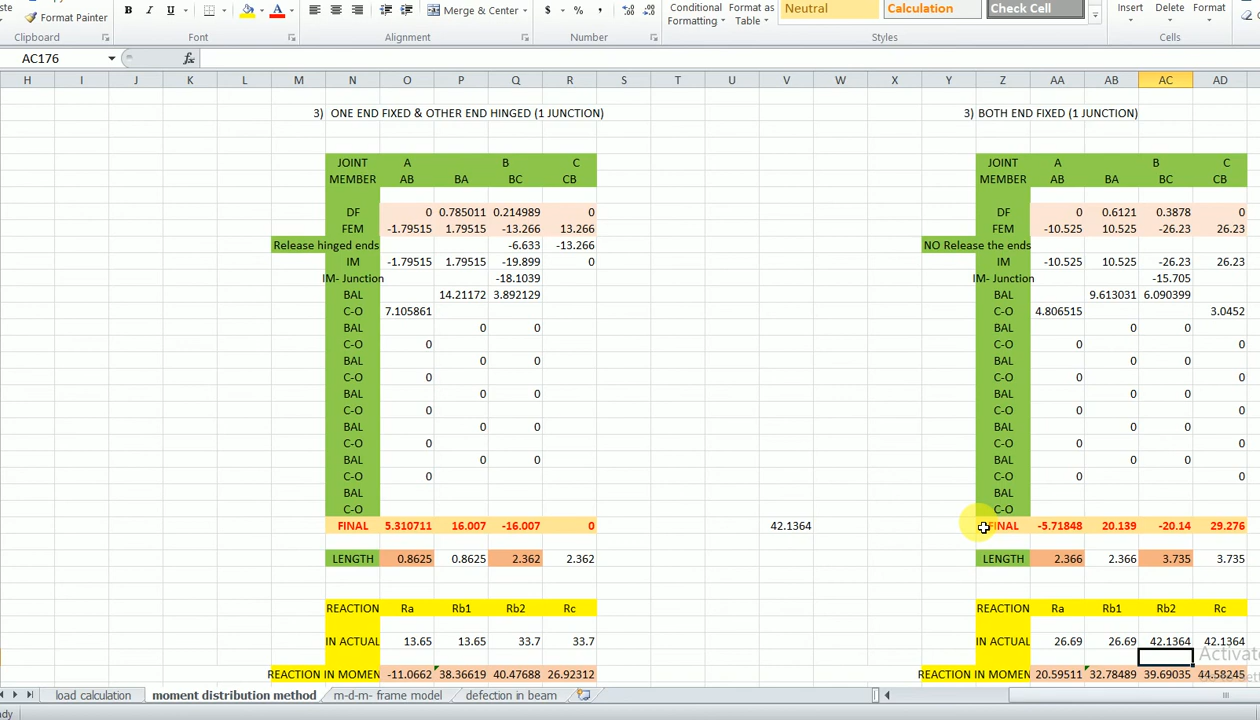 Format Painter
B I U A Merge & Center $ % ,
Conditional Formatting Format as Table Neutral Calculation Check Cell Insert Delete Format
Clipboard Font Alignment Number Styles Cells
AC176 fx
H I J K L M N O P Q R S T U V W X Y Z AA AB AC AD
3) ONE END FIXED & OTHER END HINGED (1 JUNCTION) 3) BOTH END FIXED (1 JUNCTION)
JOINT A B C JOINT A B C
MEMBER AB BA BC CB MEMBER AB BA BC CB
DF 0 0.785011 0.214989 0 DF 0 0.6121 0.3878 0
FEM -1.79515 1.79515 -13.266 13.266 FEM -10.525 10.525 -26.23 26.23
Release hinged ends -6.633 -13.266 NO Release the ends
IM -1.79515 1.79515 -19.899 0 IM -10.525 10.525 -26.23 26.23
IM- Junction -18.1039 IM- Junction -15.705
BAL 14.21172 3.892129 BAL 9.613031 6.090399
C-O 7.105861 C-O 4.806515 3.0452
BAL 0 0 BAL 0 0
C-O 0 C-O 0 0
BAL 0 0 BAL 0 0
C-O 0 C-O 0 0
BAL 0 0 BAL 0 0
C-O 0 C-O 0 0
BAL 0 0 BAL 0 0
C-O 0 C-O 0 0
BAL 0 0 BAL 0 0
C-O 0 C-O 0 0
BAL BAL
C-O C-O
FINAL 5.310711 16.007 -16.007 0 42.1364 FINAL -5.71848 20.139 -20.14 29.276
LENGTH 0.8625 0.8625 2.362 2.362 LENGTH 2.366 2.366 3.735 3.735
REACTION Ra Rb1 Rb2 Rc REACTION Ra Rb1 Rb2 Rc
IN ACTUAL 13.65 13.65 33.7 33.7 IN ACTUAL 26.69 26.69 42.1364 42.1364
REACTION IN MOMEN -11.0662 38.36619 40.47688 26.92312 REACTION IN MOMEN 20.59511 32.78489 39.69035 44.58245
load calculation moment distribution method m-d-m- frame model defection in beam